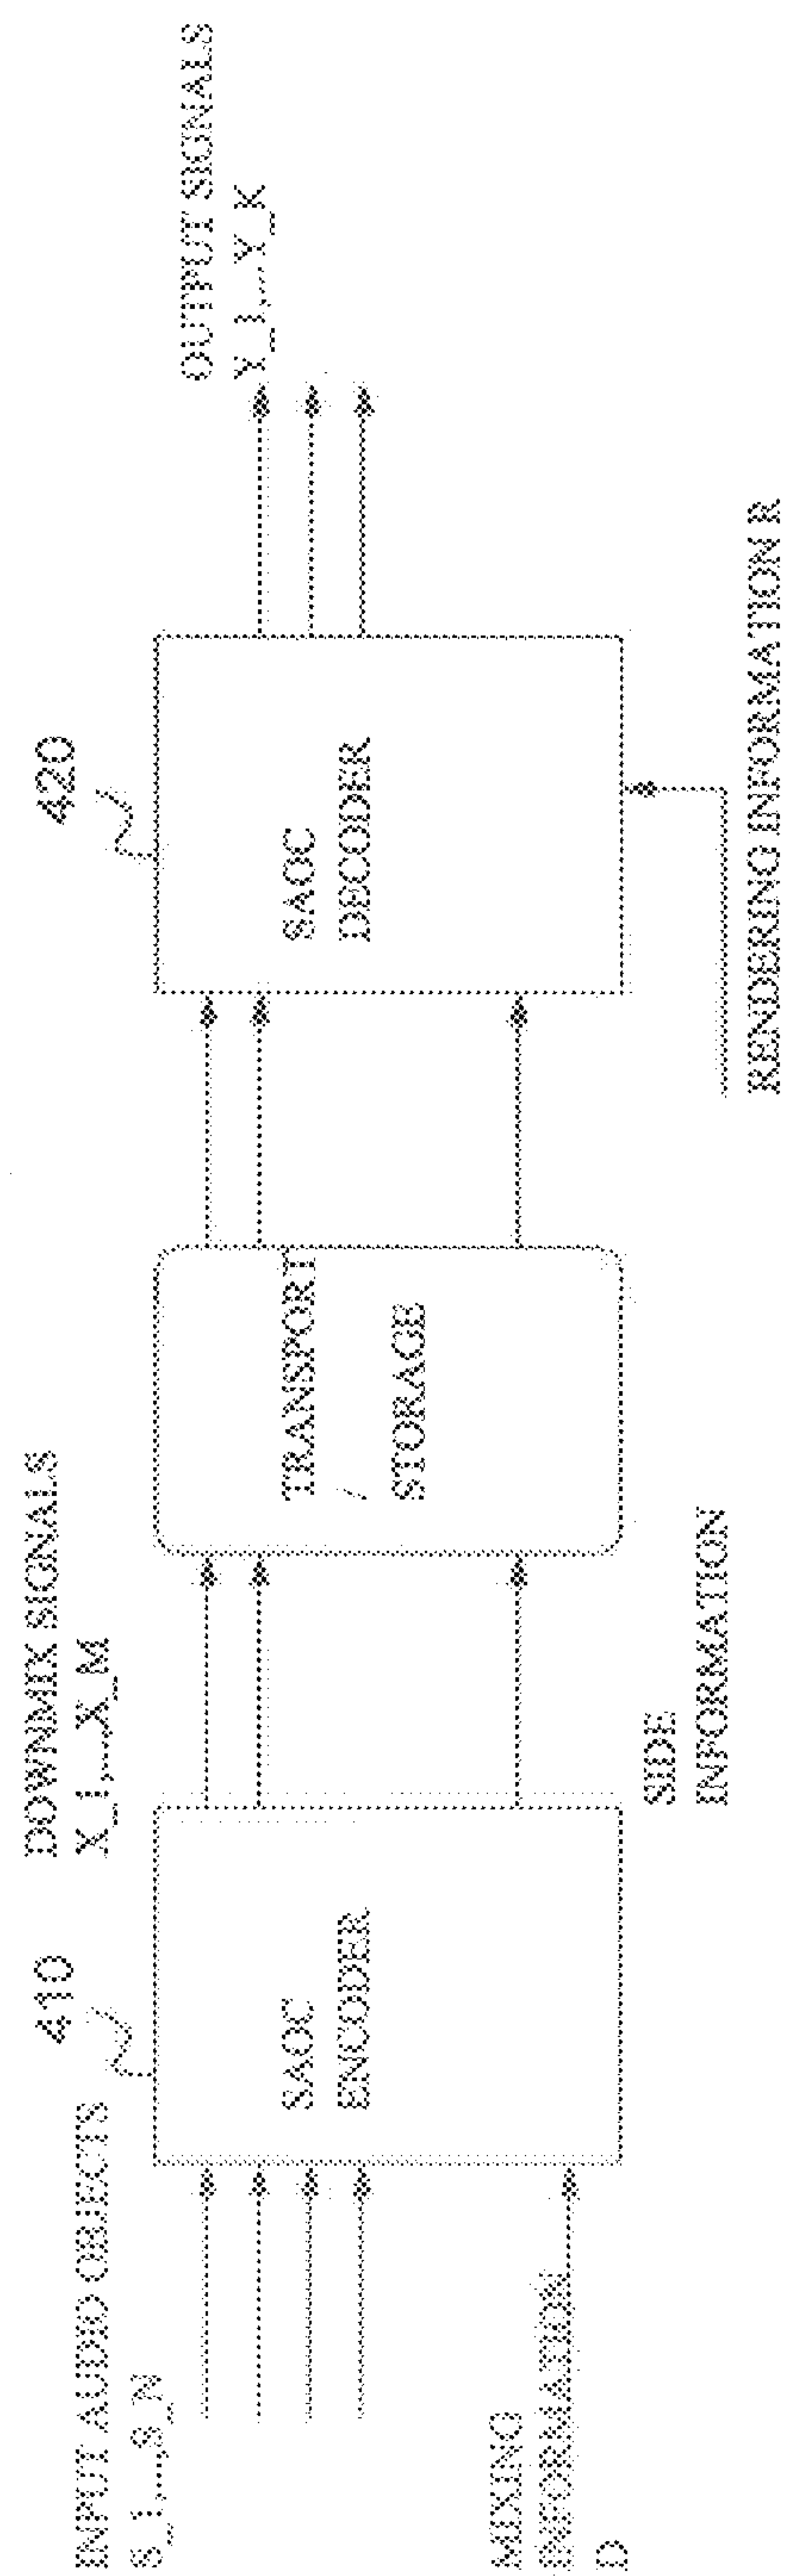 INPUT AUDIO OBJECTS
S_1,...,S_N
MIXING
INFORMATION
D
410
SAOC
ENCODER
DOWNMIX SIGNALS
X_1,...,X_M
SIDE
INFORMATION
TRANSPORT
/
STORAGE
420
SAOC
DECODER
RENDERING INFORMATION R
OUTPUT SIGNALS
Y_1,...,Y_K